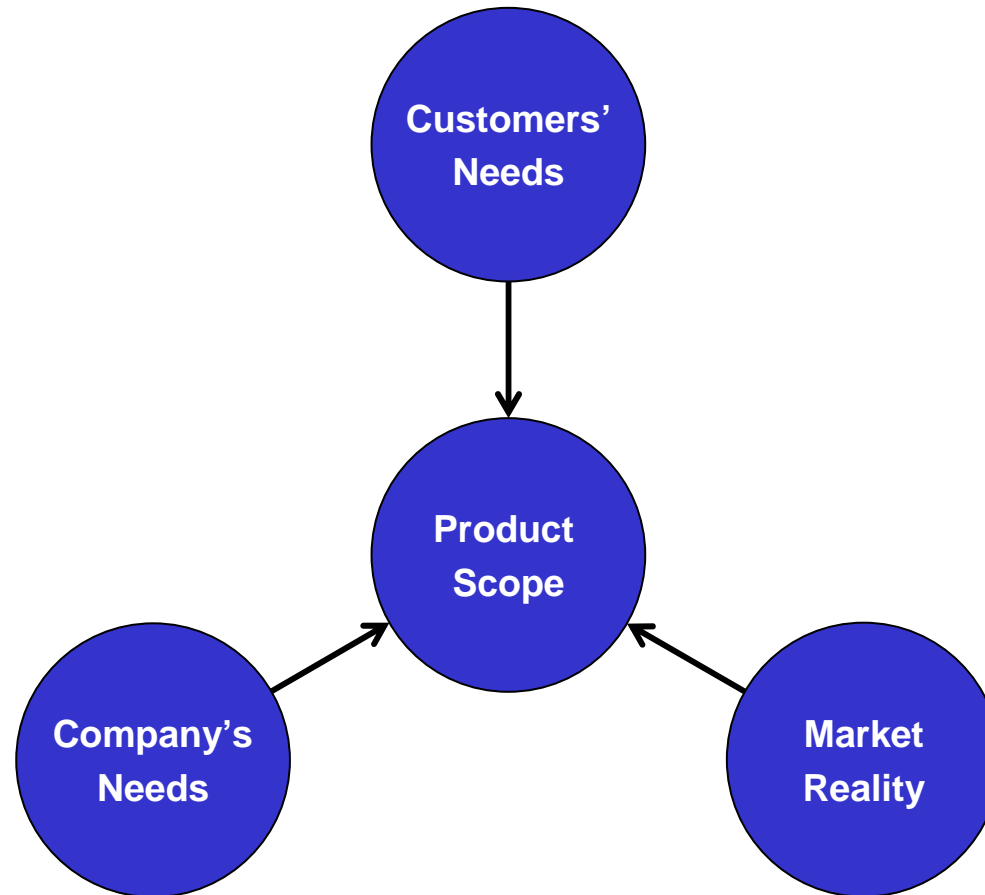 Customers’
Needs
Product
Scope
Company’s
Needs
Market
Reality